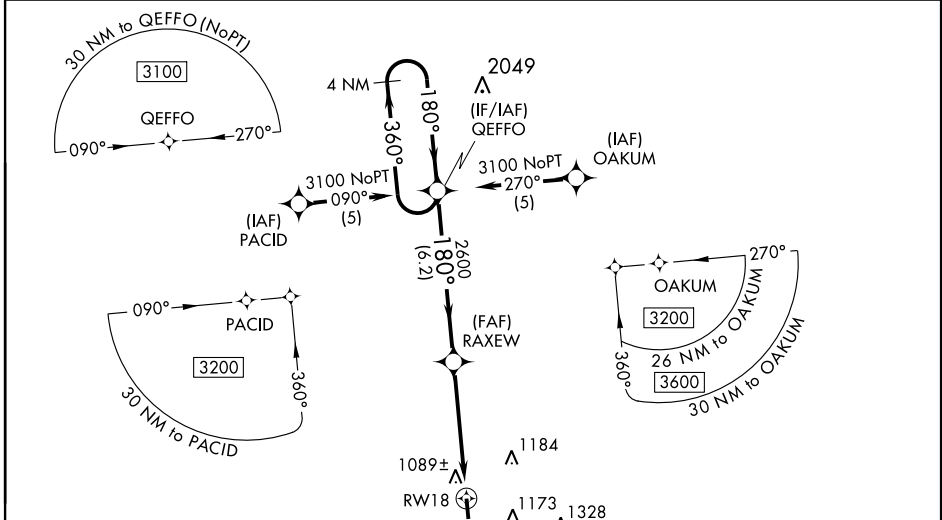 30 NM to QEFFO (NoPT)
3100
QEFFO
090°
270°
4 NM
180°
360°
2049
(IF/IAF)
QEFFO
(IAF)
OAKUM
3100 NoPT
270°
(5)
3100 NoPT
090°
(5)
(IAF)
PACID
2600
180°
(6.2)
(FAF)
RAXEW
090°
PACID
3200
360°
30 NM to PACID
270°
OAKUM
3200
26 NM to OAKUM
360°
3600
30 NM to OAKUM
1184
1089±
RW18
1173
1328